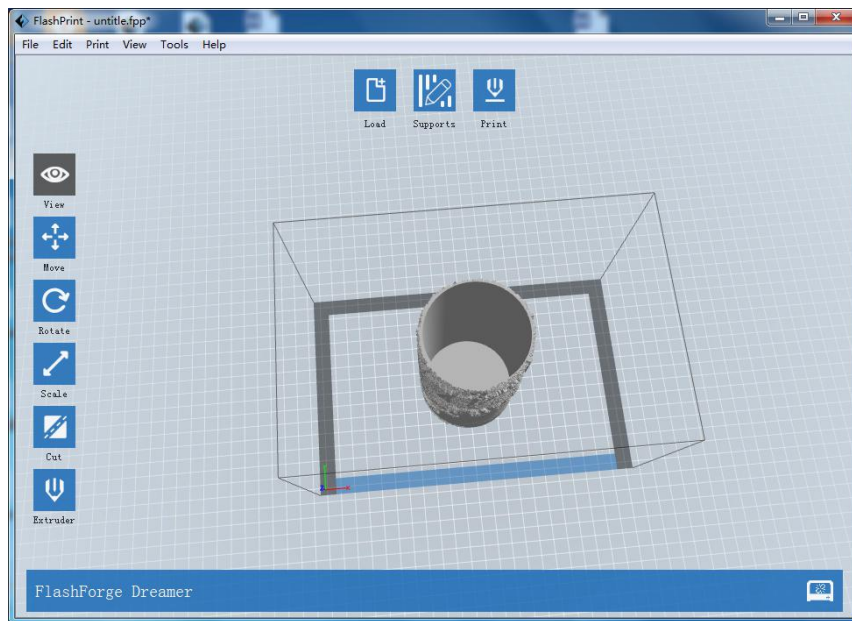 FlashPrint - untitle.fpp*
File Edit Print View Tools Help
Load Supports Print
View
Move
Rotate
Scale
Cut
Extruder
FlashForge Dreamer